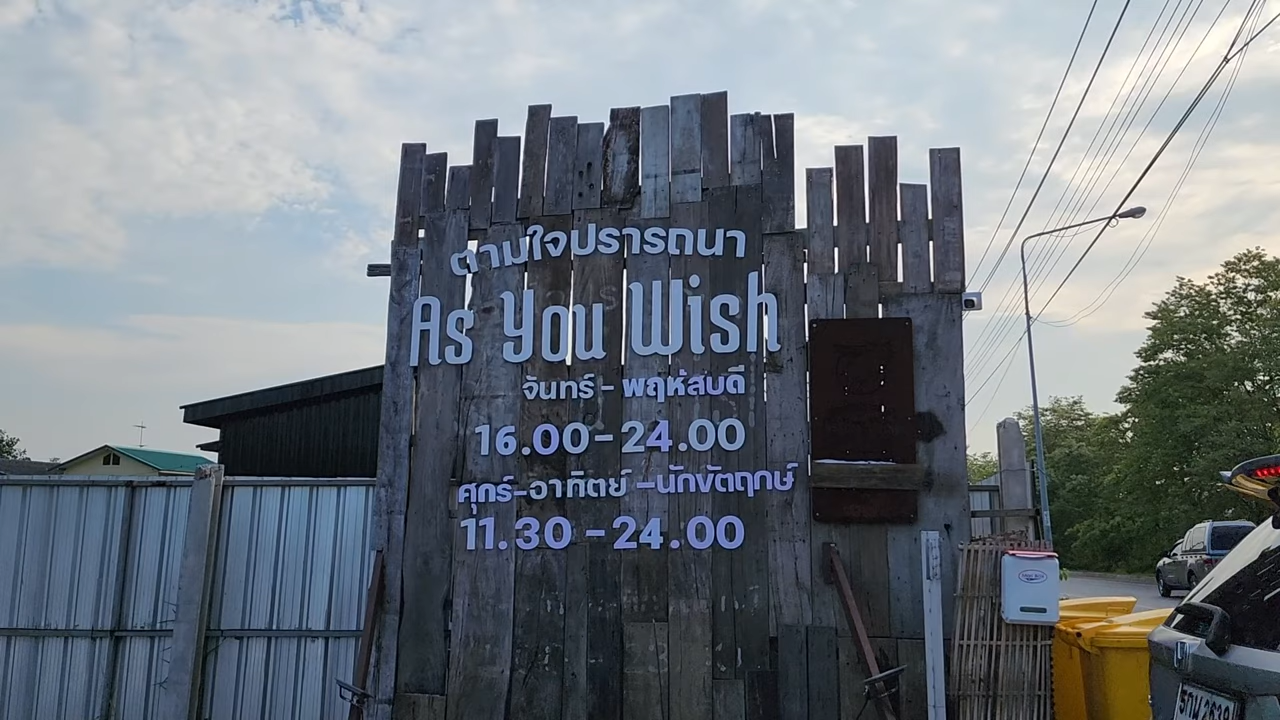 ตามใจปรารถนา
As You Wish
จันทร์ - พฤหัสบดี
16.00 - 24.00
ศุกร์-อาทิตย์ -นักขัตฤกษ์
11.30 - 24.00